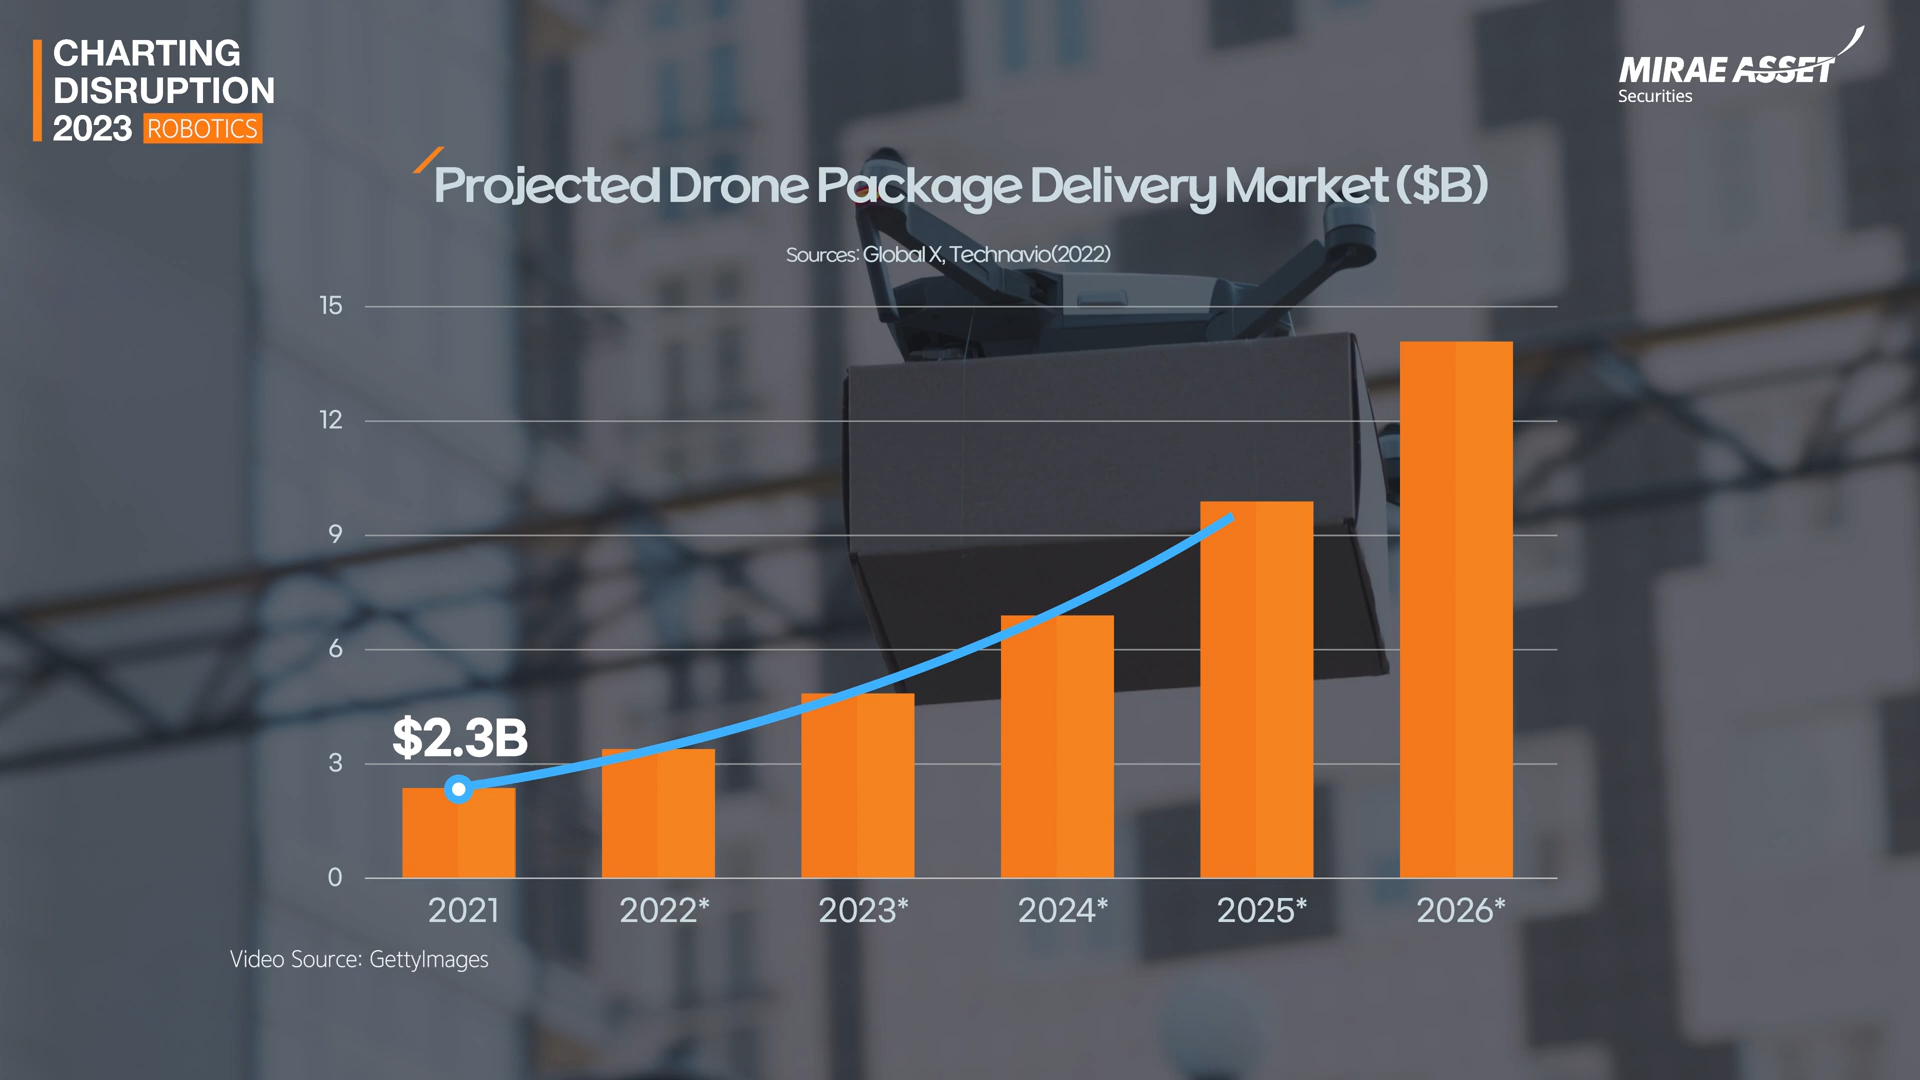 CHARTING
DISRUPTION
2023 ROBOTICS
MIRAE ASSET
Securities
Projected Drone Package Delivery Market ($B)
Sources: Global X, Technavio(2022)
15
12
9
6
3
0
$2.3B
2021 2022* 2023* 2024* 2025* 2026*
Video Source: GettyImages